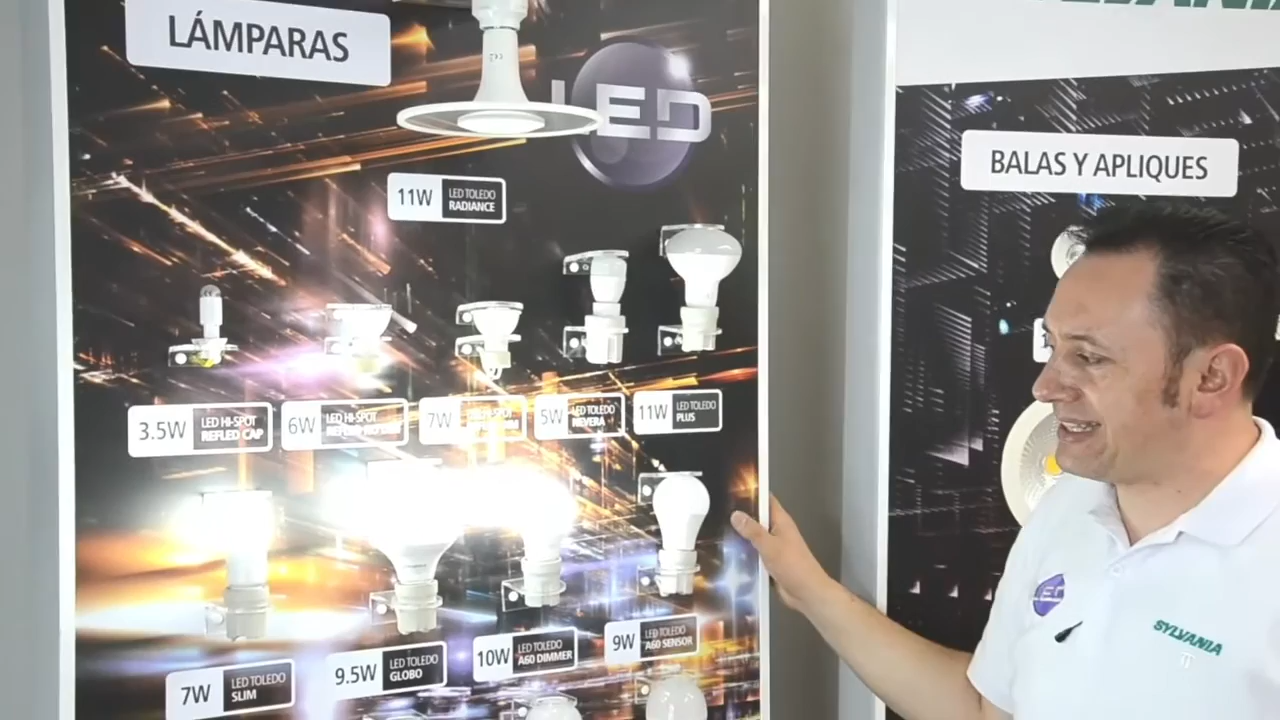 LÁMPARAS
LED
11W LED TOLEDO
RADIANCE
SYLVANIA
BALAS Y APLIQUES
3.5W LED HI-SPOT
REFLED CAP
6W LED HI-SPOT
7W
5W LED TOLEDO
NEVERA
11W LED TOLEDO
PLUS
7W LED TOLEDO
SLIM
9.5W LED TOLEDO
GLOBO
10W LED TOLEDO
A60 DIMMER
9W LED TOLEDO
A60 SENSOR
LED
SYLVANIA